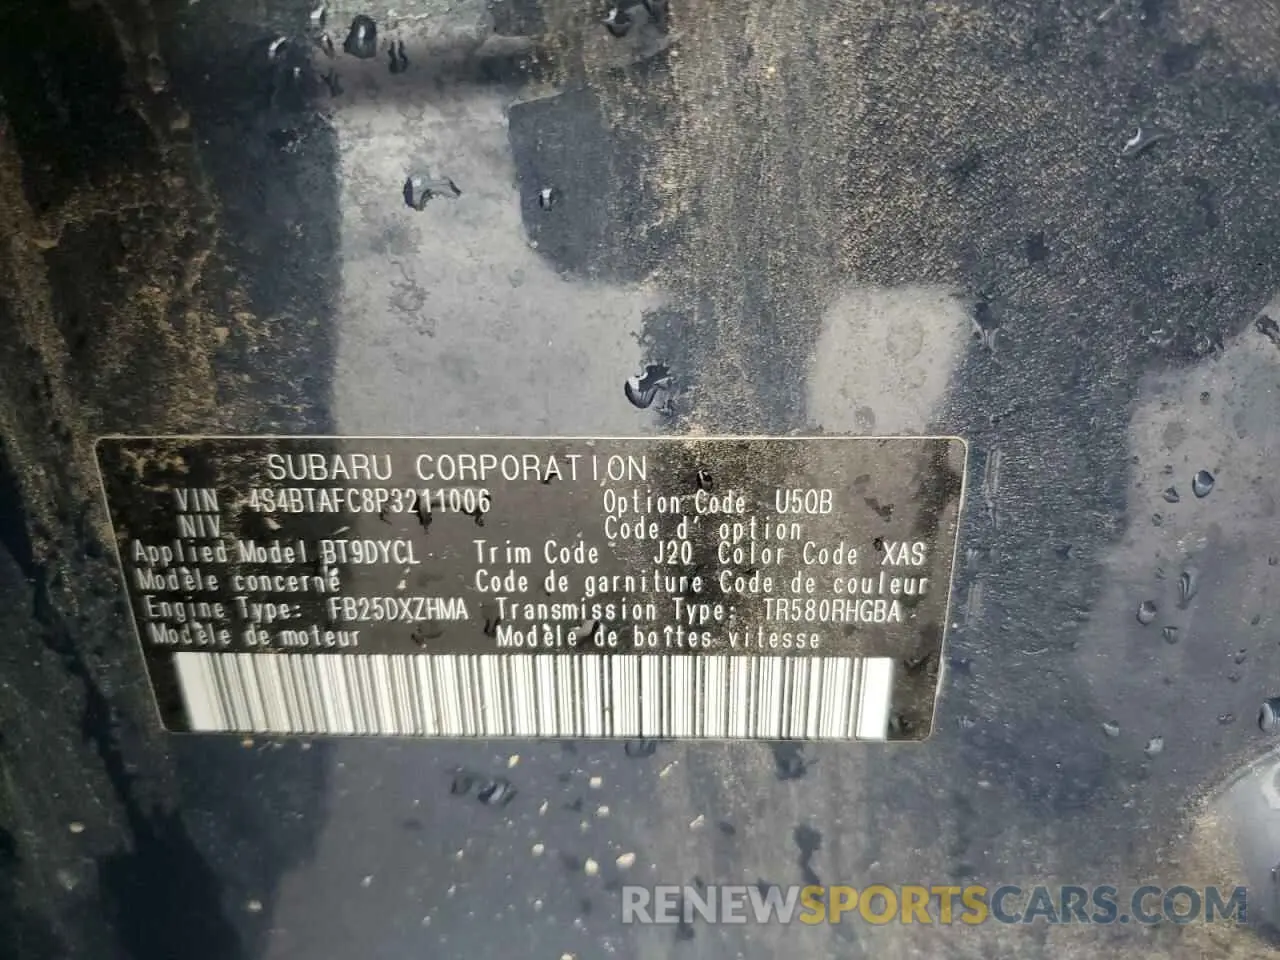 SUBARU CORPORATION
VIN 4S4BTAFC8P3211006 Option Code U5QB
NIV Code d' option
Applied Model BT9DYCL Trim Code J20 Color Code XAS
Modèle concerné Code de garniture Code de couleur
Engine Type: FB25DXZHMA Transmission Type: TR580RHGBA
Modèle de moteur Modèle de boîtes vitesse
RENEWSPORTSCARS.COM